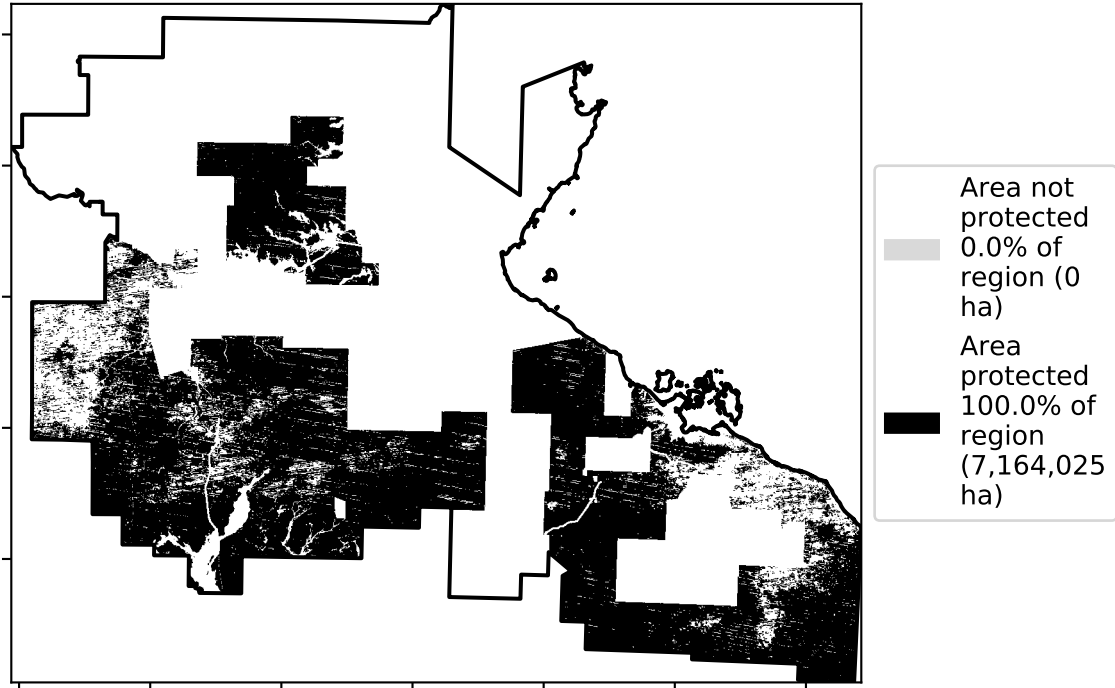 Area not
protected
0.0% of
region (0
ha)
Area
protected
100.0% of
region
(7,164,025
ha)